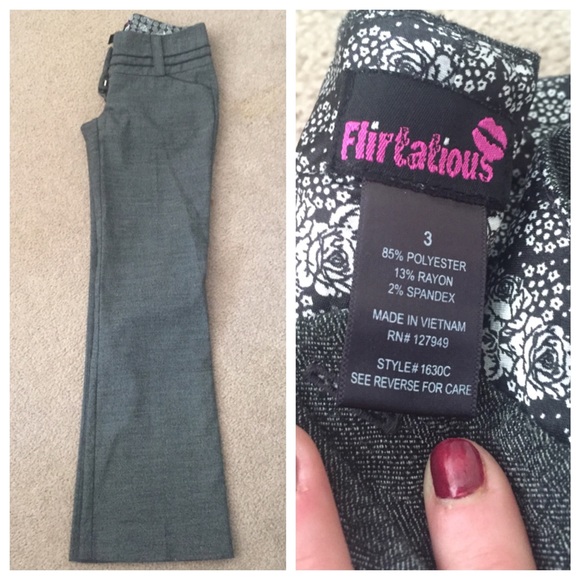 Flirtatious
3
85% POLYESTER
13% RAYON
2% SPANDEX
MADE IN VIETNAM
RN# 127949
STYLE# 1630C
SEE REVERSE FOR CARE